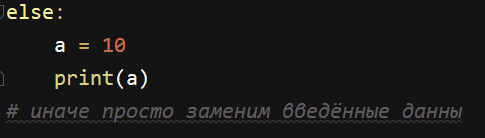 else:
    a = 10
    print(a)
# иначе просто заменим введённые данны